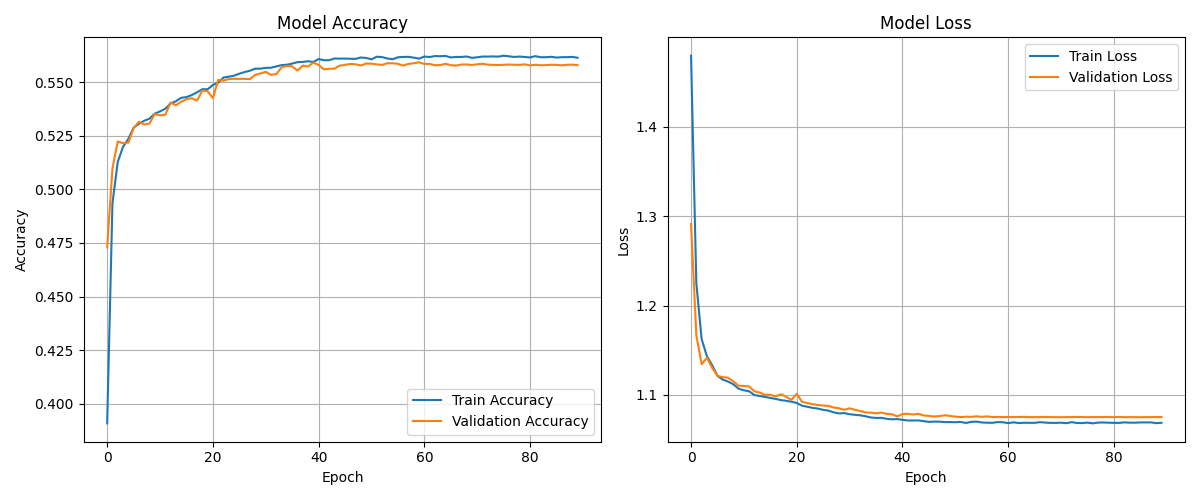 Model Accuracy
0.550
0.525
0.500
0.475
0.450
0.425
0.400
Accuracy
0 20 40 60 80
Epoch
Train Accuracy
Validation Accuracy
Model Loss
1.4
1.3
1.2
1.1
Loss
0 20 40 60 80
Epoch
Train Loss
Validation Loss